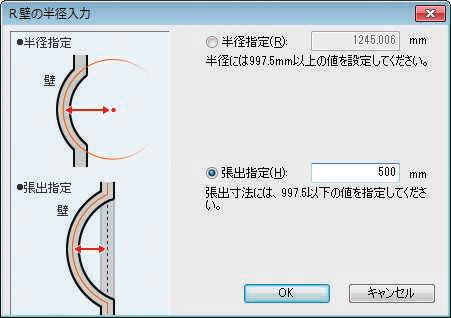 R壁の半径入力
●半径指定
壁
●張出指定
壁
半径指定(R): 1245.006 mm
半径には997.5mm以上の値を設定してください。
張出指定(H): 500 mm
張出寸法には、997.5以下の値を指定してくださ
い。
OK キャンセル